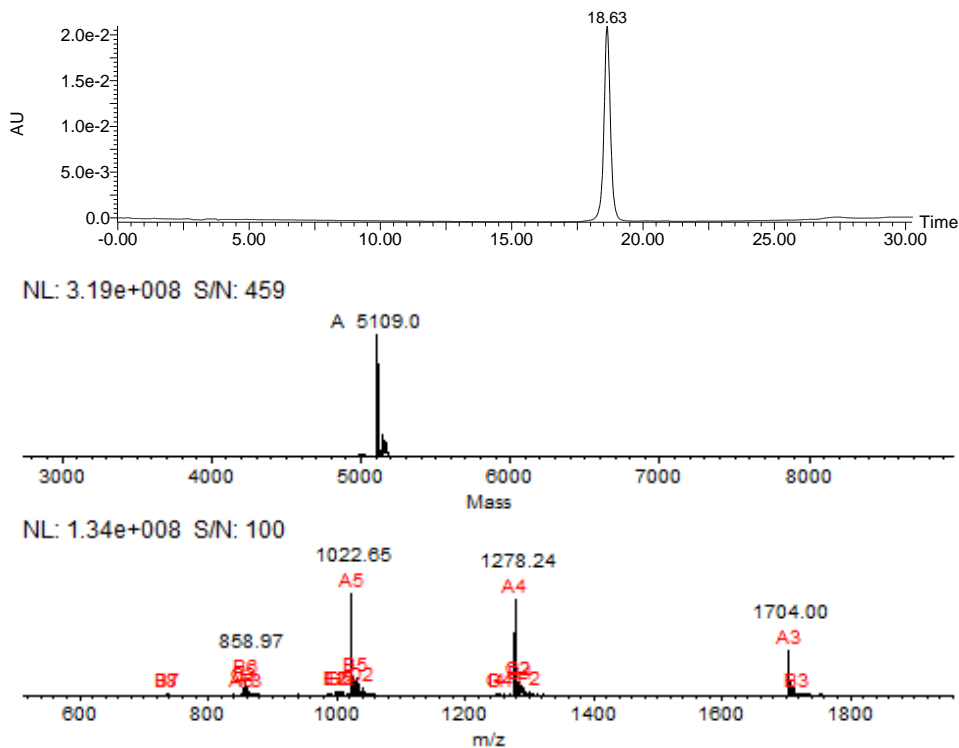 18.63
2.0e-2
1.5e-2
AU
1.0e-2
5.0e-3
0.0
-0.00 5.00 10.00 15.00 20.00 25.00 30.00 Time
NL: 3.19e+008 S/N: 459
A 5109.0
3000 4000 5000 6000 7000 8000
Mass
NL: 1.34e+008 S/N: 100
1022.65 1278.24
A5 A4
1704.00
858.97 A3
B6 B5
B3
600 800 1000 1200 1400 1600 1800
m/z